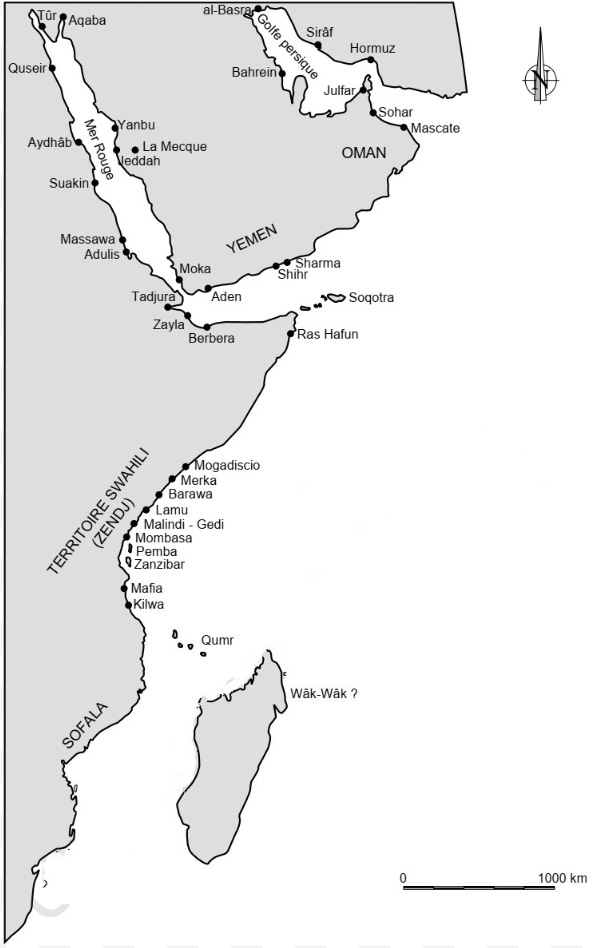 al-Basra
Tûr
Aqaba
Golfe persique
Sirâf
Hormuz
Quseir
Bahrein
Julfar
N
Sohar
Mascate
Yanbu
Mer Rouge
Aydhâb
La Mecque
Jeddah
OMAN
Suakin
YEMEN
Massawa
Adulis
Moka
Sharma
Shihr
Tadjura
Aden
Soqotra
Zayla
Berbera
Ras Hafun
Mogadiscio
Merka
Barawa
Lamu
Malindi - Gedi
Mombasa
Pemba
Zanzibar
TERRITOIRE SWAHILI
(ZENDJ)
Mafia
Kilwa
Qumr
Wâk-Wâk ?
SOFALA
0
1000 km